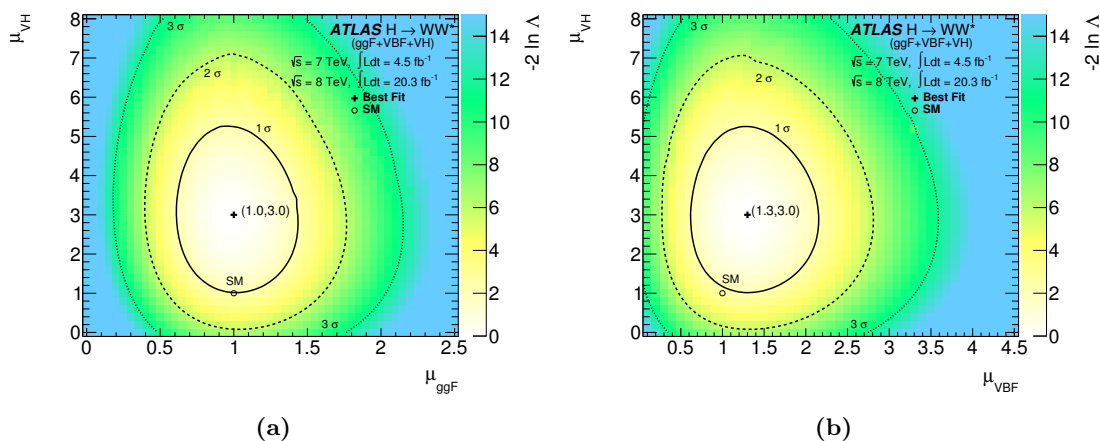 μ_VH
8
7
6
5
4
3
2
1
0
3 σ
2 σ
1 σ
(1.0,3.0)
SM
3 σ
ATLAS H → WW*
(ggF+VBF+VH)
√s = 7 TeV, ∫Ldt = 4.5 fb⁻¹
√s = 8 TeV, ∫Ldt = 20.3 fb⁻¹
Best Fit
SM
0 0.5 1 1.5 2 2.5
μ_ggF
14
12
10
8
6
4
2
0
-2 ln Λ
(a)
μ_VH
8
7
6
5
4
3
2
1
0
3 σ
2 σ
1 σ
(1.3,3.0)
SM
3 σ
ATLAS H → WW*
(ggF+VBF+VH)
√s = 7 TeV, ∫Ldt = 4.5 fb⁻¹
√s = 8 TeV, ∫Ldt = 20.3 fb⁻¹
Best Fit
SM
0.5 1 1.5 2 2.5 3 3.5 4 4.5
μ_VBF
14
12
10
8
6
4
2
0
-2 ln Λ
(b)